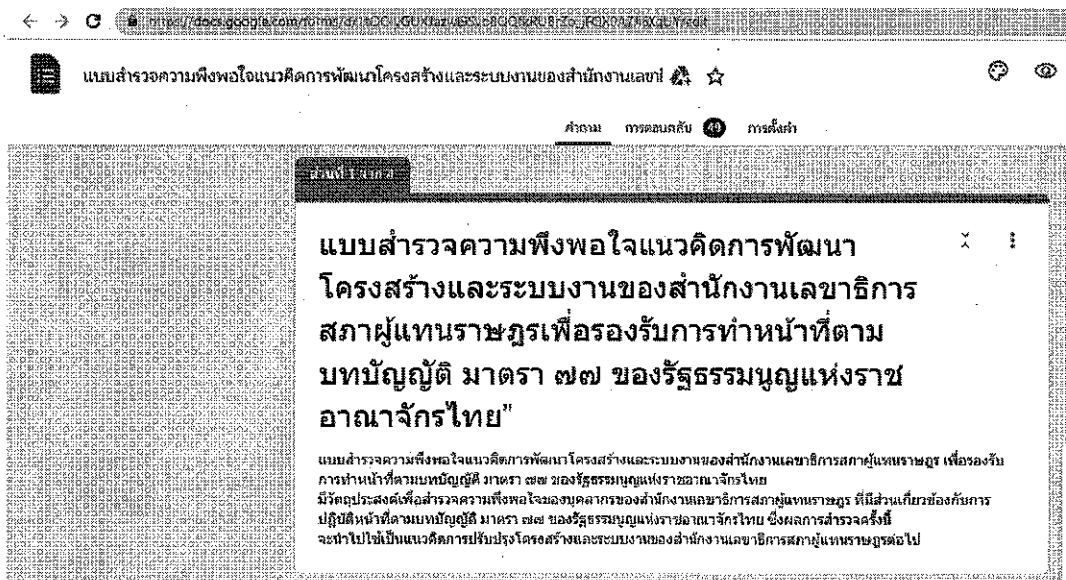 แบบสำรวจความพึงพอใจแนวคิดการพัฒนาโครงสร้างและระบบงานของสำนักงานเลขาธิ
คำถาม การตอบกลับ 40 การตั้งค่า
แบบสำรวจความพึงพอใจแนวคิดการพัฒนา
โครงสร้างและระบบงานของสำนักงานเลขาธิการ
สภาผู้แทนราษฎรเพื่อรองรับการทำหน้าที่ตาม
บทบัญญัติ มาตรา ๗๗ ของรัฐธรรมนูญแห่งราช
อาณาจักรไทย"
แบบสำรวจความพึงพอใจแนวคิดการพัฒนาโครงสร้างและระบบงานของสำนักงานเลขาธิการสภาผู้แทนราษฎร เพื่อรองรับ
การทำหน้าที่ตามบทบัญญัติ มาตรา ๗๗ ของรัฐธรรมนูญแห่งราชอาณาจักรไทย
มีวัตถุประสงค์เพื่อสำรวจความพึงพอใจของบุคลากรของสำนักงานเลขาธิการสภาผู้แทนราษฎร ที่มีส่วนเกี่ยวข้องกับการ
ปฏิบัติหน้าที่ตามบทบัญญัติ มาตรา ๗๗ ของรัฐธรรมนูญแห่งราชอาณาจักรไทย ซึ่งผลการสำรวจครั้งนี้
จะนำไปใช้เป็นแนวคิดการปรับปรุงโครงสร้างและระบบงานของสำนักงานเลขาธิการสภาผู้แทนราษฎรต่อไป